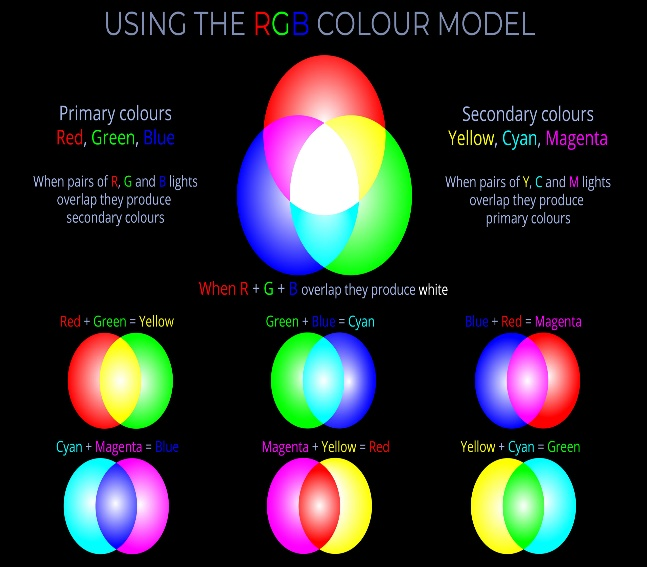 USING THE RGB COLOUR MODEL
Primary colours
Red, Green, Blue
When pairs of R, G and B lights
overlap they produce
secondary colours
Secondary colours
Yellow, Cyan, Magenta
When pairs of Y, C and M lights
overlap they produce
primary colours
When R + G + B overlap they produce white
Red + Green = Yellow
Green + Blue = Cyan
Blue + Red = Magenta
Cyan + Magenta = Blue
Magenta + Yellow = Red
Yellow + Cyan = Green